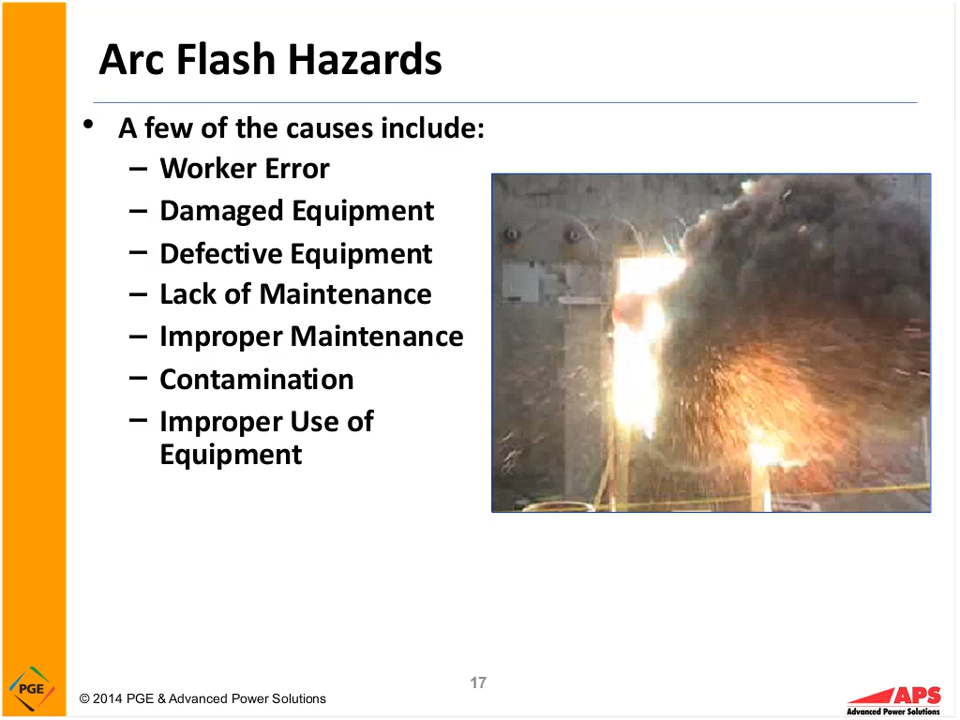 Arc Flash Hazards
• A few of the causes include:
– Worker Error
– Damaged Equipment
– Defective Equipment
– Lack of Maintenance
– Improper Maintenance
– Contamination
– Improper Use of
Equipment
17
PGE
© 2014 PGE & Advanced Power Solutions
APS
Advanced Power Solutions